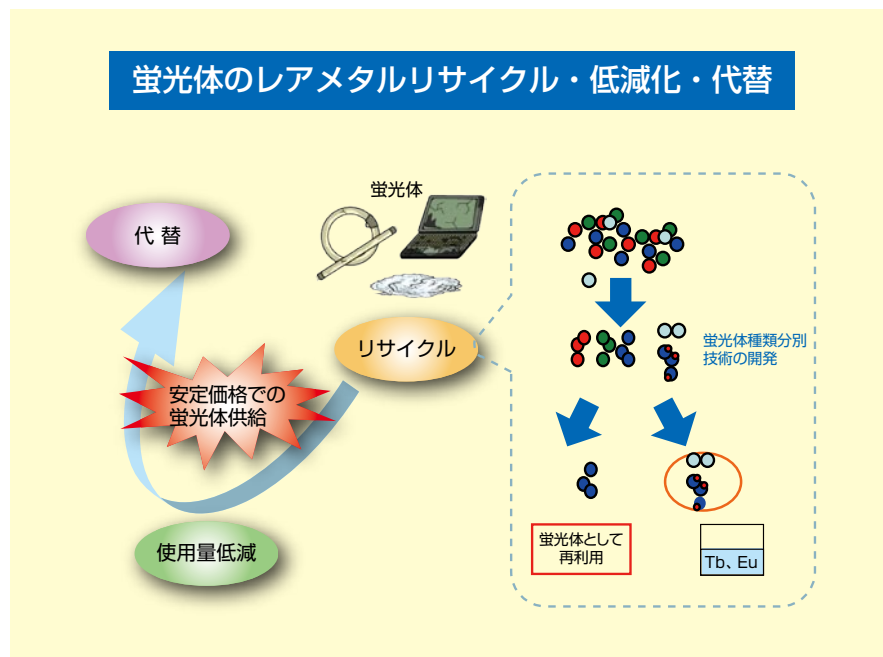 蛍光体のレアメタルリサイクル・低減化・代替
蛍光体
代 替
リサイクル
安定価格での
蛍光体供給
使用量低減
蛍光体種類分別
技術の開発
蛍光体として
再利用
Tb、Eu